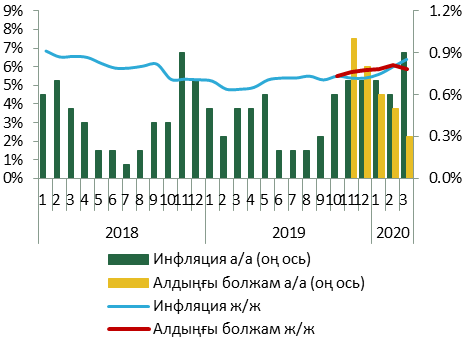 9% 1.2%
8%
7% 0.9%
6%
5% 0.6%
4%
3% 0.3%
2%
1%
0% 0.0%
1 2 3 4 5 6 7 8 9 10 11 12 1 2 3 4 5 6 7 8 9 10 11 12 1 2 3
2018 2019 2020
Инфляция а/а (оң ось)
Алдыңғы болжам а/а (оң ось)
Инфляция ж/ж
Алдыңғы болжам ж/ж